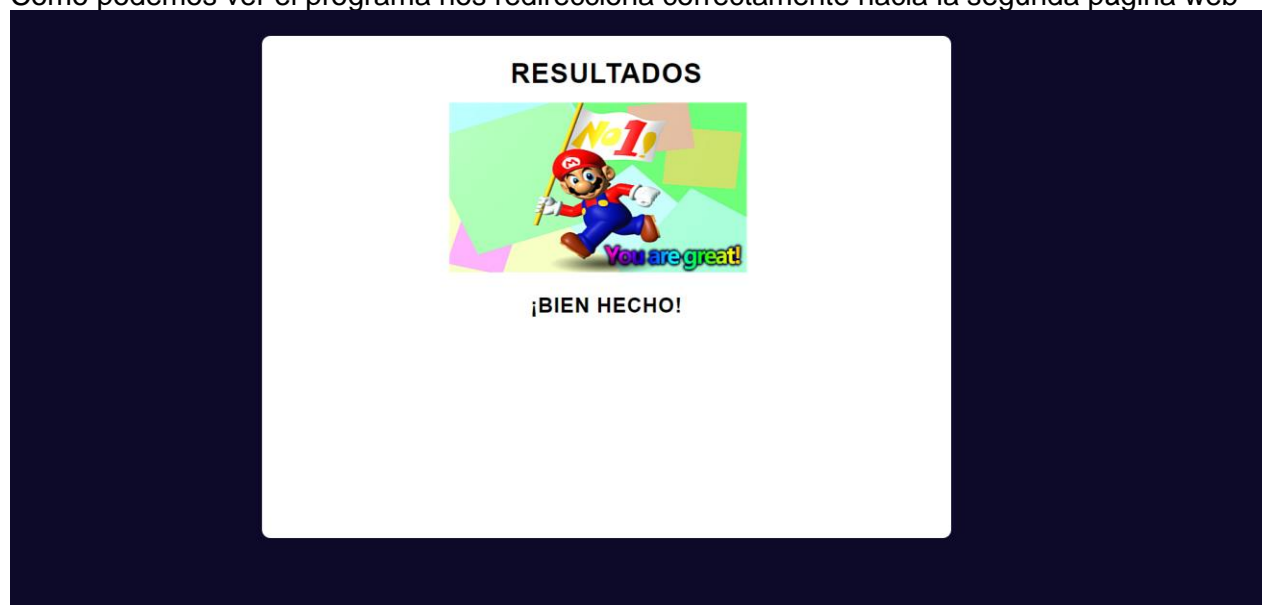 Como podemos ver el programa nos redirecciona correctamente hacia la segunda página web
RESULTADOS
No1!
M
You are great!
¡BIEN HECHO!